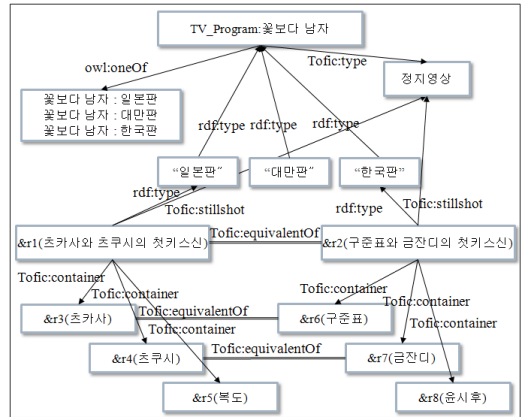 TV_Program:꽃보다 남자
owl:oneOf
Tofic:type
정지영상
꽃보다 남자 : 일본판
꽃보다 남자 : 대만판
꽃보다 남자 : 한국판
rdf:type
rdf:type
rdf:type
“일본판”
“대만판”
“한국판”
rdf:type
Tofic:stillshot
rdf:type
Tofic:stillshot
&r1(츠카사와 츠쿠시의 첫키스신)
Tofic:equivalentOf
&r2(구준표와 금잔디의 첫키스신)
Tofic:container
Tofic:container
Tofic:container
Tofic:container
Tofic:container
Tofic:container
&r3(츠카사)
Tofic:equivalentOf
&r6(구준표)
&r4(츠쿠시)
Tofic:equivalentOf
&r7(금잔디)
&r5(복도)
&r8(윤시후)